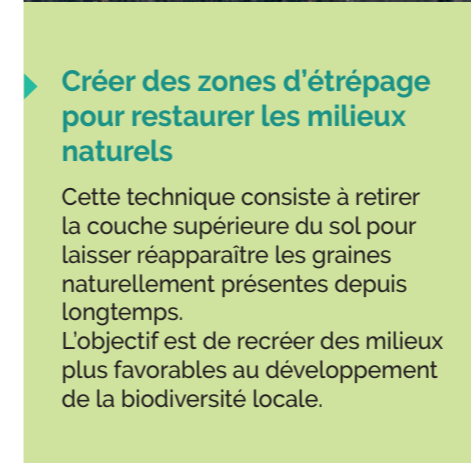 Créer des zones d’étrépage
pour restaurer les milieux
naturels
Cette technique consiste à retirer
la couche supérieure du sol pour
laisser réapparaître les graines
naturellement présentes depuis
longtemps.
L’objectif est de recréer des milieux
plus favorables au développement
de la biodiversité locale.